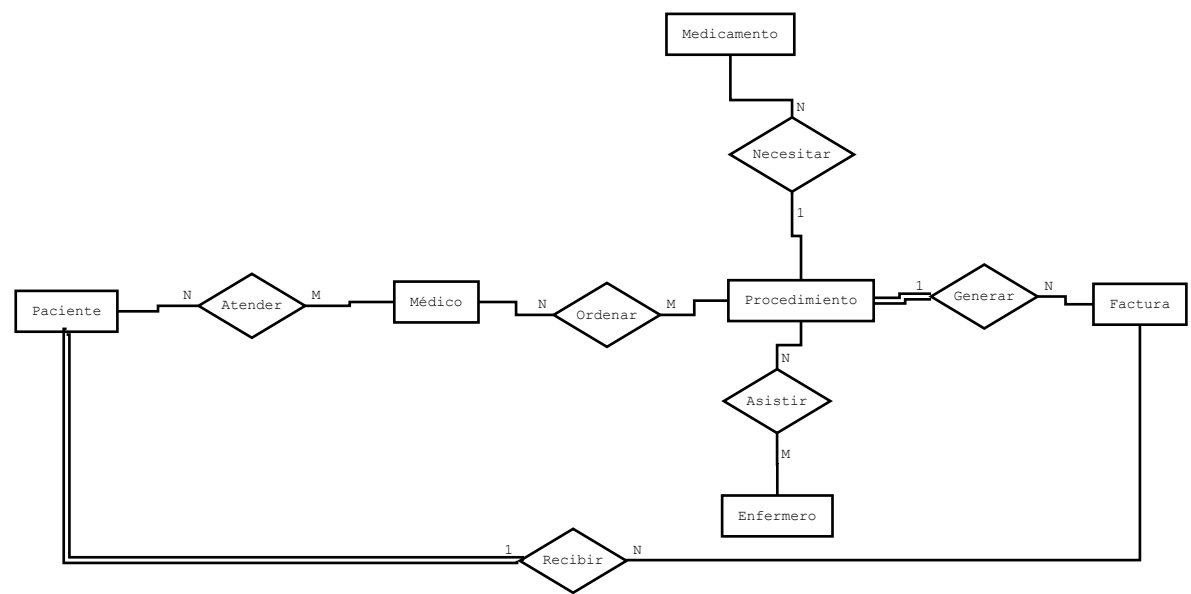 Medicamento
N
Necesitar
1
Paciente
N
Atender
M
Médico
N
Ordenar
M
Procedimiento
1
Generar
N
Factura
N
Asistir
M
Enfermero
1
Recibir
N